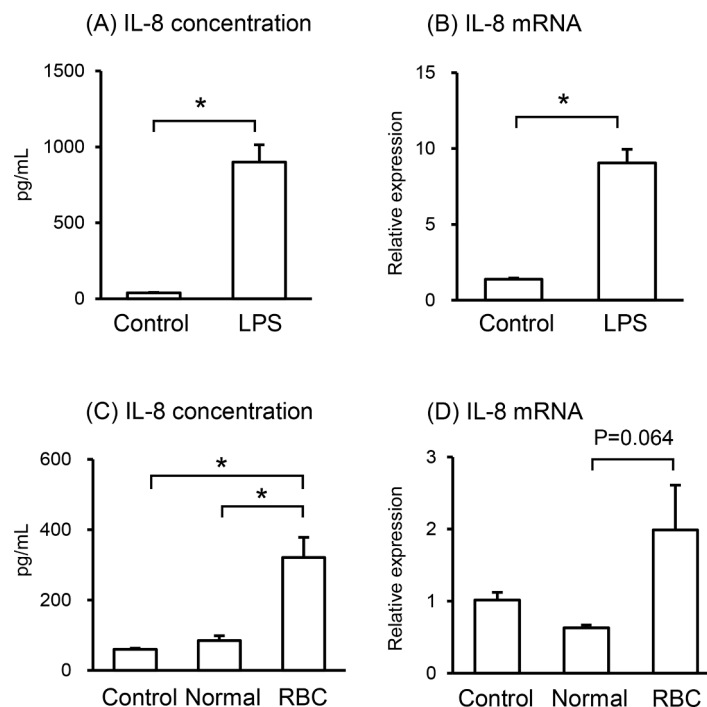 (A) IL-8 concentration
1500
1000
500
0
pg/mL
*
Control LPS
(B) IL-8 mRNA
15
10
5
0
Relative expression
*
Control LPS
(C) IL-8 concentration
600
400
200
0
pg/mL
*
*
Control Normal RBC
(D) IL-8 mRNA
P=0.064
3
2
1
0
Relative expression
Control Normal RBC